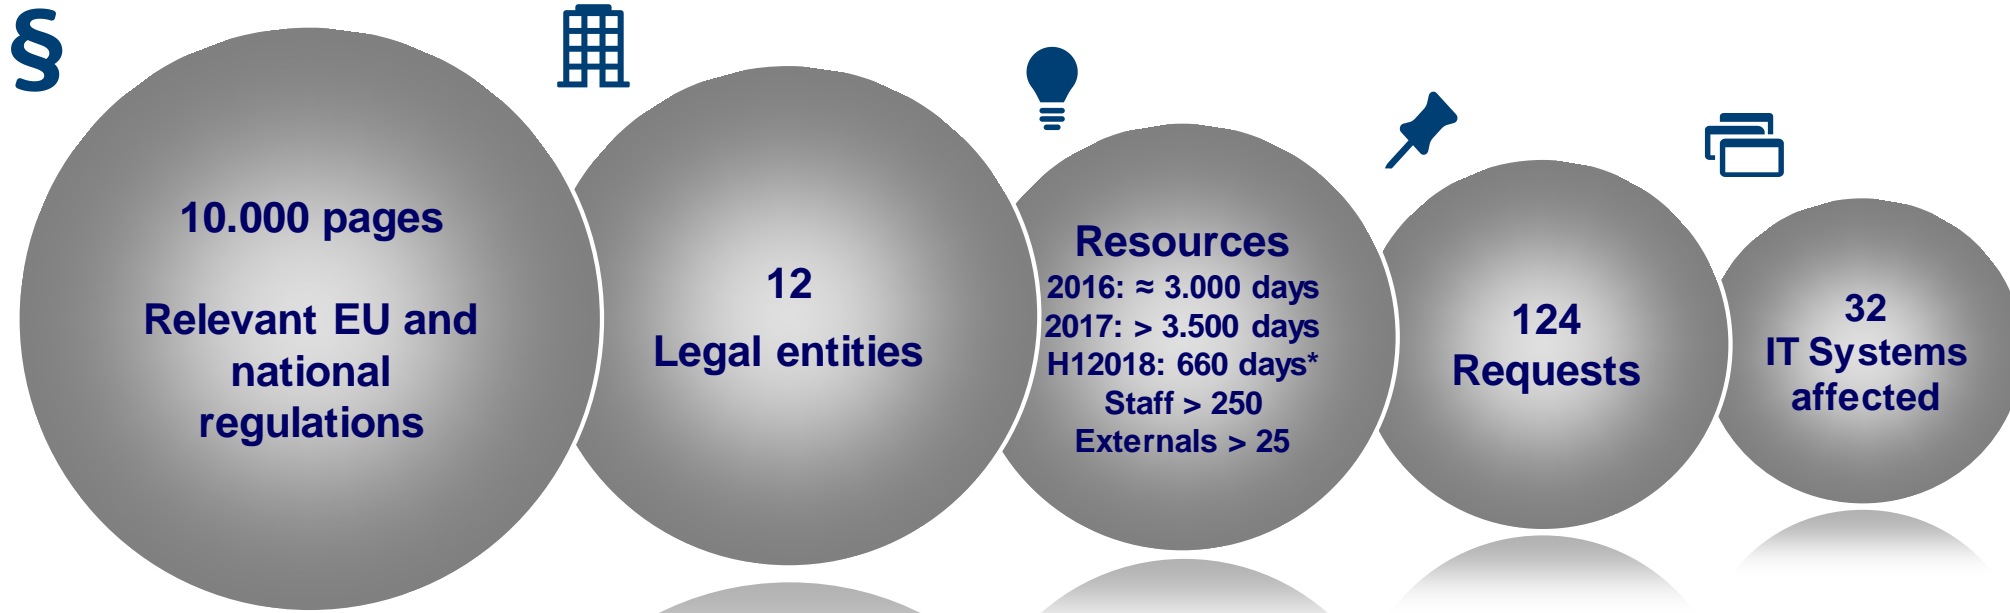 §
10.000 pages
Relevant EU and
national
regulations
12
Legal entities
Resources
2016: ≈ 3.000 days
2017: > 3.500 days
H12018: 660 days*
Staff > 250
Externals > 25
124
Requests
32
IT Systems
affected